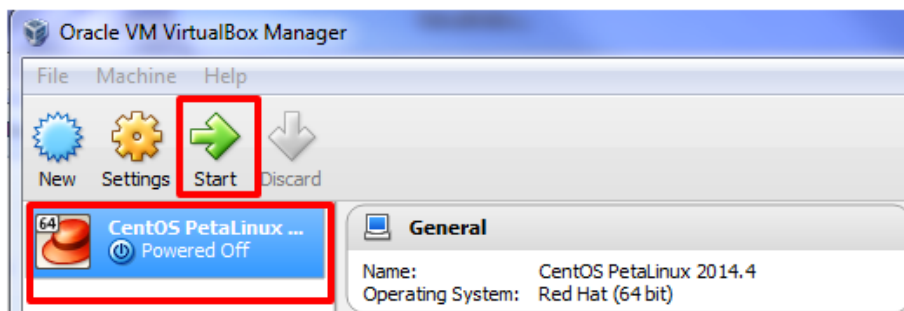 Oracle VM VirtualBox Manager
File Machine Help
New Settings Start Discard
64
CentOS PetaLinux ...
Powered Off
General
Name: CentOS PetaLinux 2014.4
Operating System: Red Hat (64 bit)